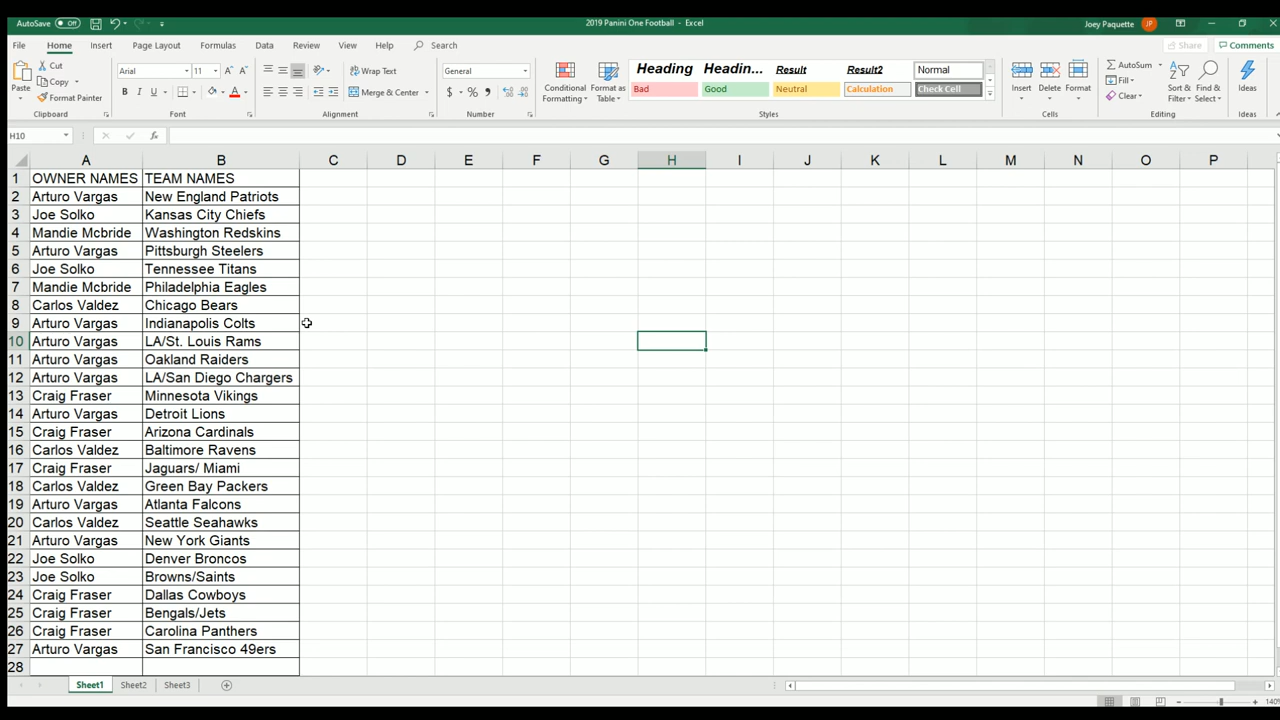 AutoSave Off
2019 Panini One Football - Excel
Joey Paquette JP
File Home Insert Page Layout Formulas Data Review View Help Search
Share Comments
Paste
Cut
Copy
Format Painter
Clipboard
Arial 11
B I U
Font
Wrap Text
Merge & Center
Alignment
General
$ % ,
Number
Conditional Formatting
Format as Table
Heading Headin... Result Result2 Normal
Bad Good Neutral Calculation Check Cell
Styles
Insert Delete Format
Cells
AutoSum
Fill
Clear
Sort & Filter
Find & Select
Editing
Ideas
Ideas
H10
fx
A B C D E F G H I J K L M N O P
1 OWNER NAMES TEAM NAMES
2 Arturo Vargas New England Patriots
3 Joe Solko Kansas City Chiefs
4 Mandie Mcbride Washington Redskins
5 Arturo Vargas Pittsburgh Steelers
6 Joe Solko Tennessee Titans
7 Mandie Mcbride Philadelphia Eagles
8 Carlos Valdez Chicago Bears
9 Arturo Vargas Indianapolis Colts
10 Arturo Vargas LA/St. Louis Rams
11 Arturo Vargas Oakland Raiders
12 Arturo Vargas LA/San Diego Chargers
13 Craig Fraser Minnesota Vikings
14 Arturo Vargas Detroit Lions
15 Craig Fraser Arizona Cardinals
16 Carlos Valdez Baltimore Ravens
17 Craig Fraser Jaguars/ Miami
18 Carlos Valdez Green Bay Packers
19 Arturo Vargas Atlanta Falcons
20 Carlos Valdez Seattle Seahawks
21 Arturo Vargas New York Giants
22 Joe Solko Denver Broncos
23 Joe Solko Browns/Saints
24 Craig Fraser Dallas Cowboys
25 Craig Fraser Bengals/Jets
26 Craig Fraser Carolina Panthers
27 Arturo Vargas San Francisco 49ers
28
Sheet1 Sheet2 Sheet3